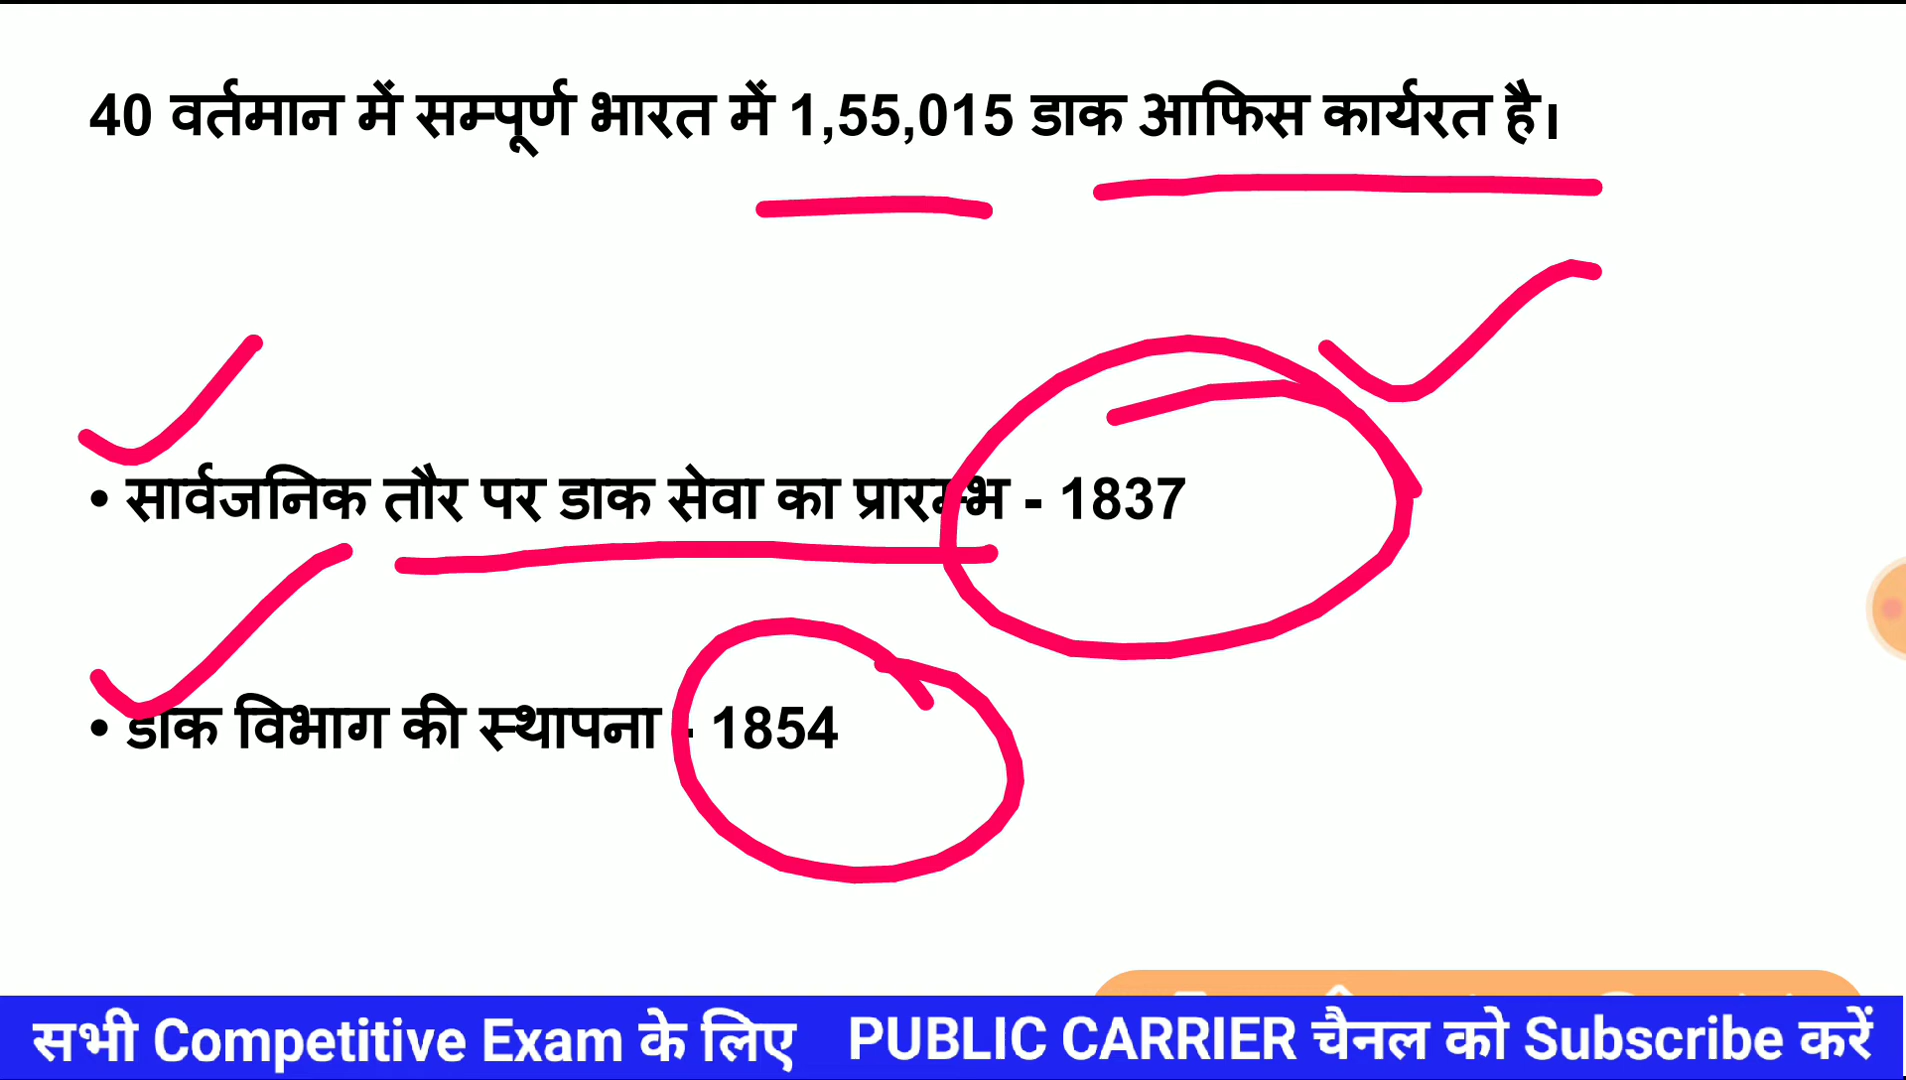 40 वर्तमान में सम्पूर्ण भारत में 1,55,015 डाक आफिस कार्यरत है।
• सार्वजनिक तौर पर डाक सेवा का प्रारम्भ - 1837
• डाक विभाग की स्थापना - 1854
सभी Competitive Exam के लिए PUBLIC CARRIER चैनल को Subscribe करें